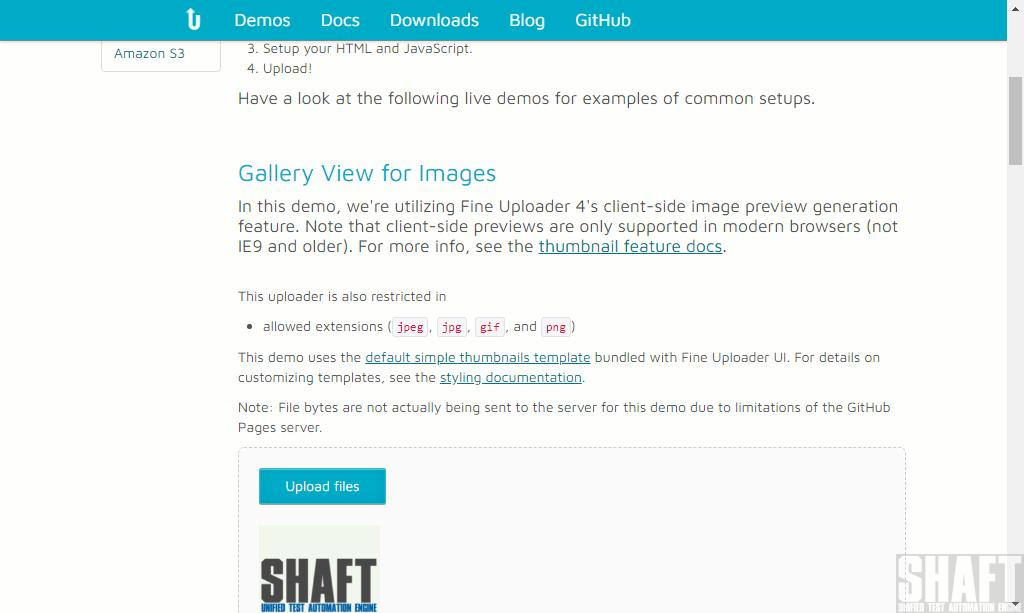 Demos Docs Downloads Blog GitHub
Amazon S3
3. Setup your HTML and JavaScript.
4. Upload!
Have a look at the following live demos for examples of common setups.
Gallery View for Images
In this demo, we're utilizing Fine Uploader 4's client-side image preview generation
feature. Note that client-side previews are only supported in modern browsers (not
IE9 and older). For more info, see the thumbnail feature docs.
This uploader is also restricted in
• allowed extensions (jpeg, jpg, gif, and png)
This demo uses the default simple thumbnails template bundled with Fine Uploader UI. For details on
customizing templates, see the styling documentation.
Note: File bytes are not actually being sent to the server for this demo due to limitations of the GitHub
Pages server.
Upload files
SHAFT
UNIFIED TEST AUTOMATION ENGINE
SHAFT
UNIFIED TEST AUTOMATION ENGINE